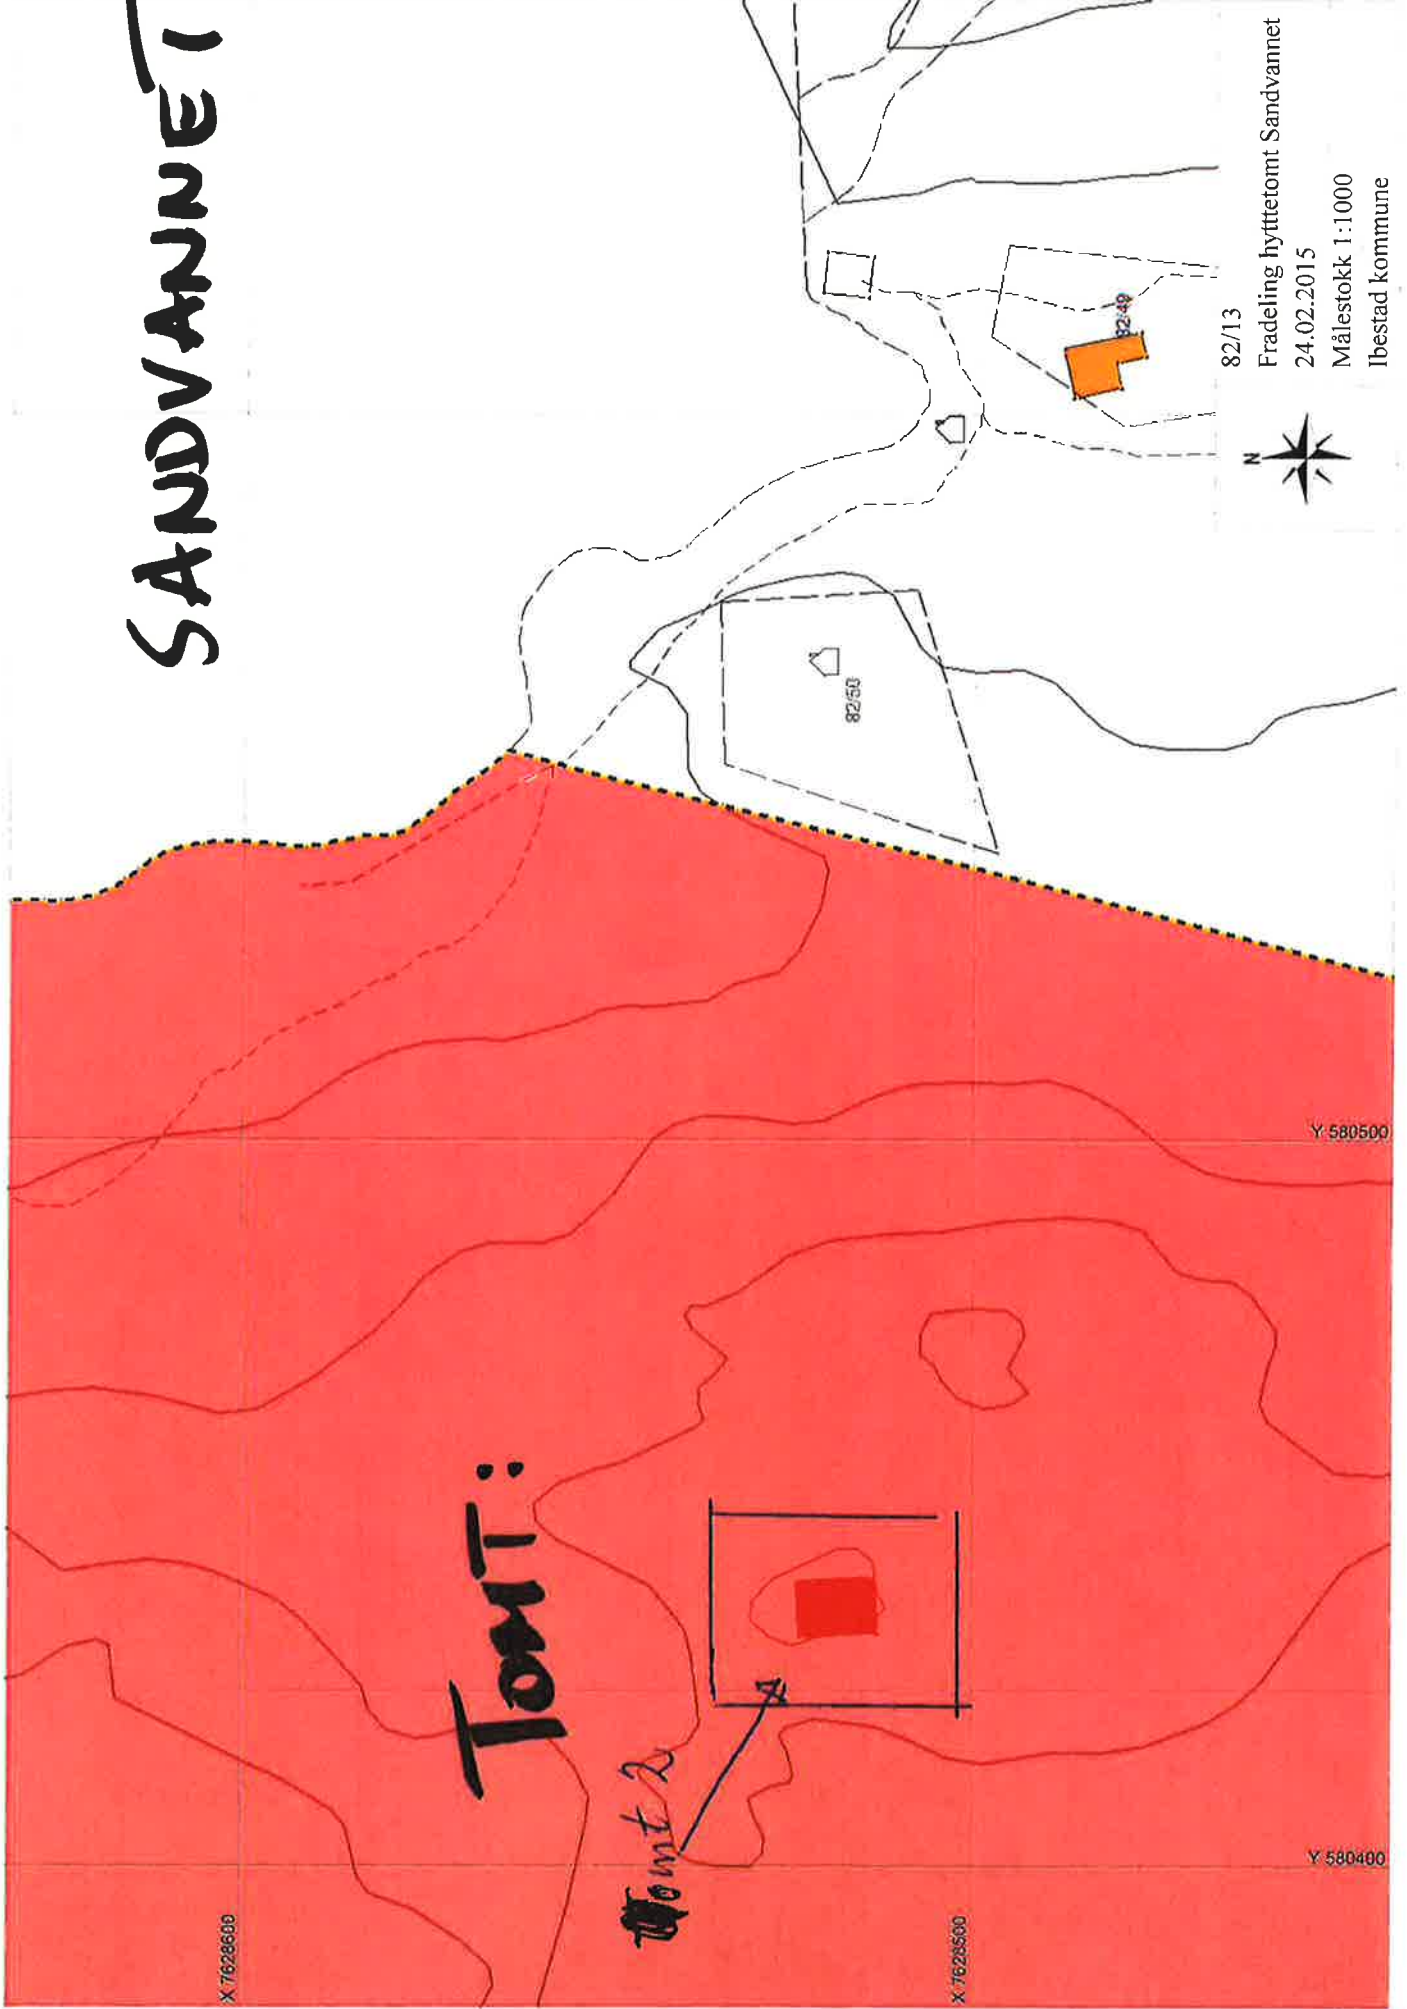 SANDVANNET
TOMT:
Tomt 2
X 7628600
X 7628500
Y 580500
Y 580400
82/50
82/49
N
82/13
Fradeling hytttetomt Sandvannet
24.02.2015
Målestokk 1:1000
Ibestad kommune